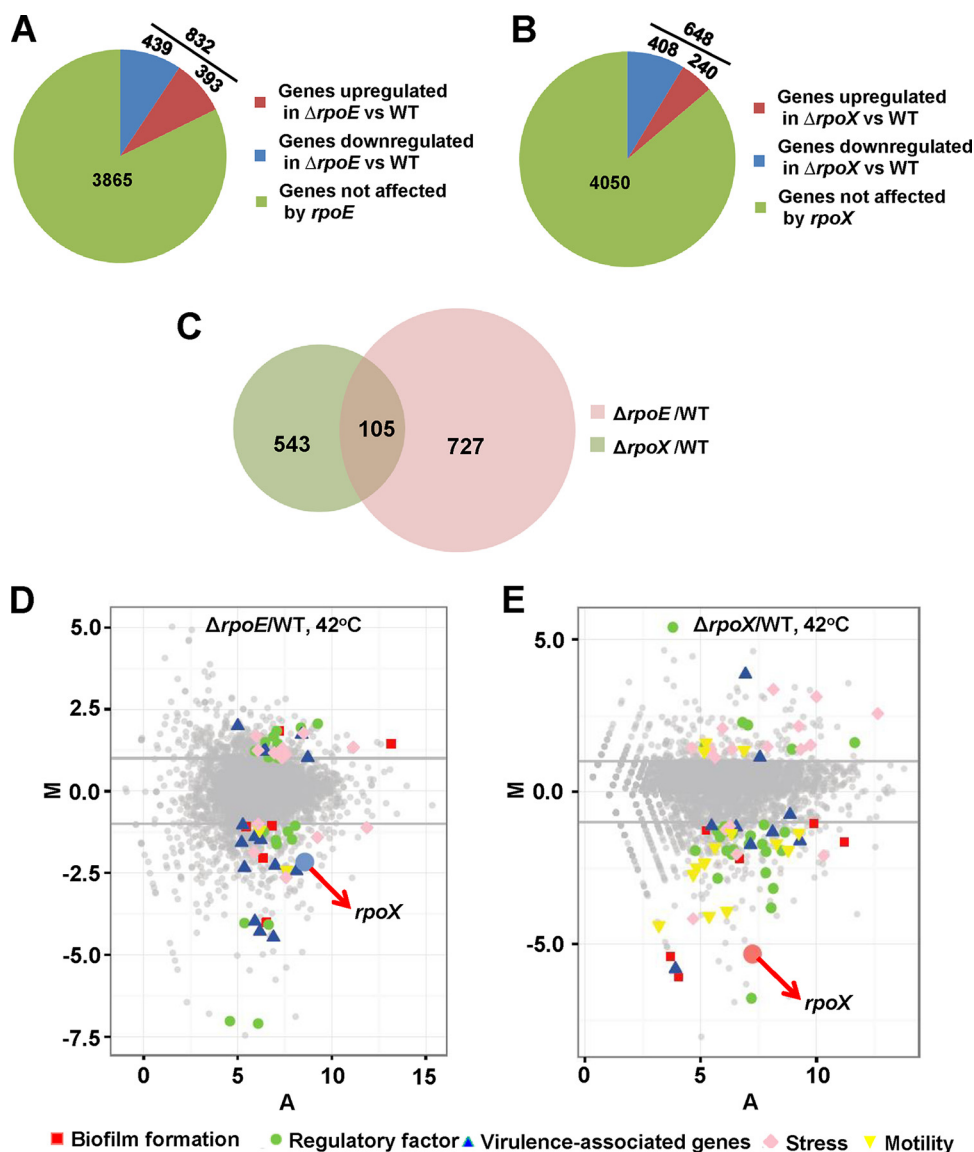 A
832
439
393
3865
Genes upregulated
in ΔrpoE vs WT
Genes downregulated
in ΔrpoE vs WT
Genes not affected
by rpoE
B
648
408
240
4050
Genes upregulated
in ΔrpoX vs WT
Genes downregulated
in ΔrpoX vs WT
Genes not affected
by rpoX
C
543
105
727
ΔrpoE /WT
ΔrpoX /WT
D
ΔrpoE/WT, 42°C
5.0
2.5
0.0
-2.5
-5.0
-7.5
M
rpoX
0
5
10
15
A
E
ΔrpoX/WT, 42°C
5.0
0.0
-5.0
M
rpoX
0
5
10
A
Biofilm formation
Regulatory factor
Virulence-associated genes
Stress
Motility